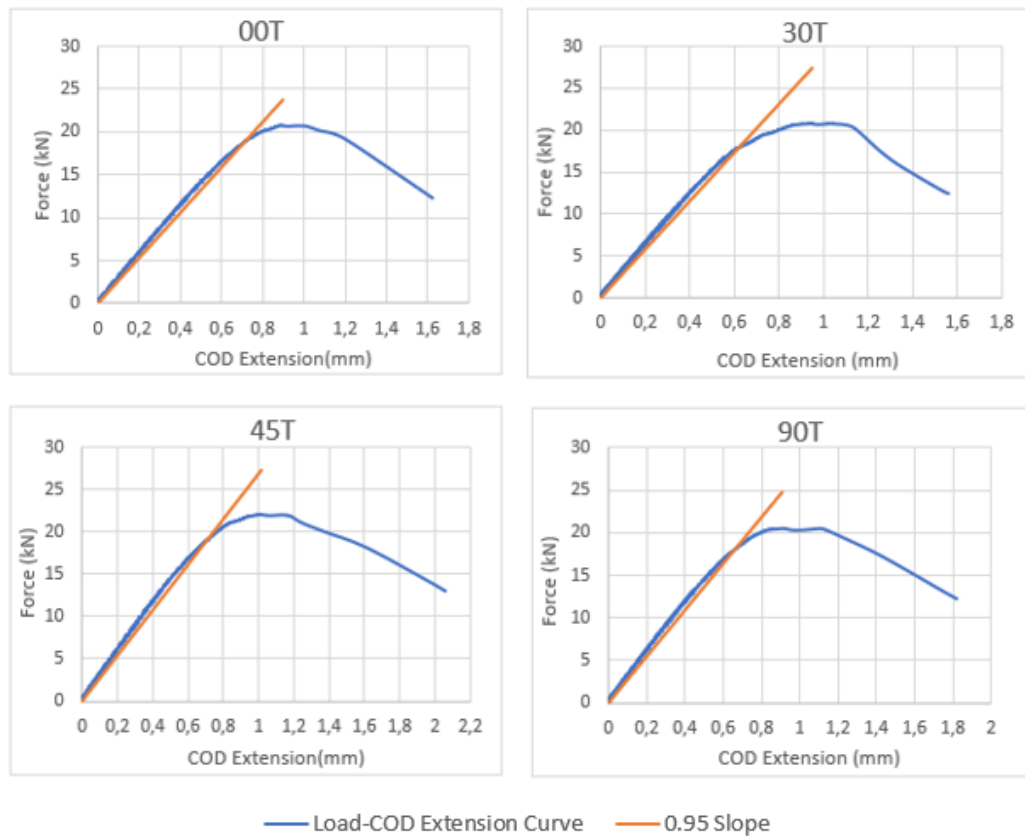 00T
30
25
20
15
10
5
0
Force (kN)
0 0,2 0,4 0,6 0,8 1 1,2 1,4 1,6 1,8
COD Extension(mm)
30T
30
25
20
15
10
5
0
Force (kN)
0 0,2 0,4 0,6 0,8 1 1,2 1,4 1,6 1,8
COD Extension (mm)
45T
30
25
20
15
10
5
0
Force (kN)
0 0,2 0,4 0,6 0,8 1 1,2 1,4 1,6 1,8 2 2,2
COD Extension(mm)
90T
30
25
20
15
10
5
0
Force (kN)
0 0,2 0,4 0,6 0,8 1 1,2 1,4 1,6 1,8 2
COD Extension (mm)
Load-COD Extension Curve 0.95 Slope